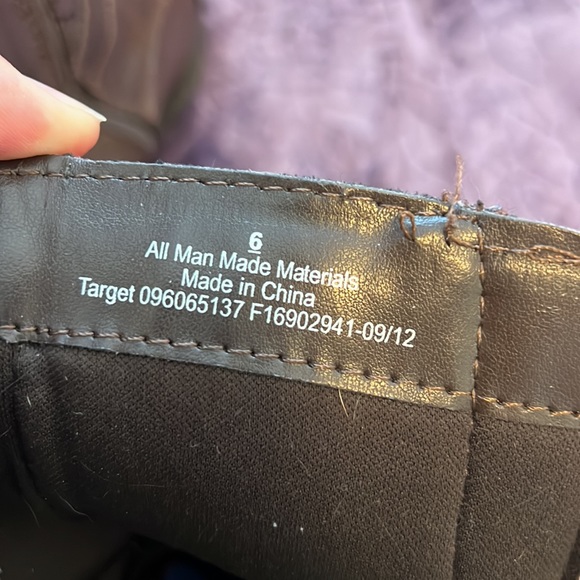 6
All Man Made Materials
Made in China
Target 096065137 F16902941-09/12